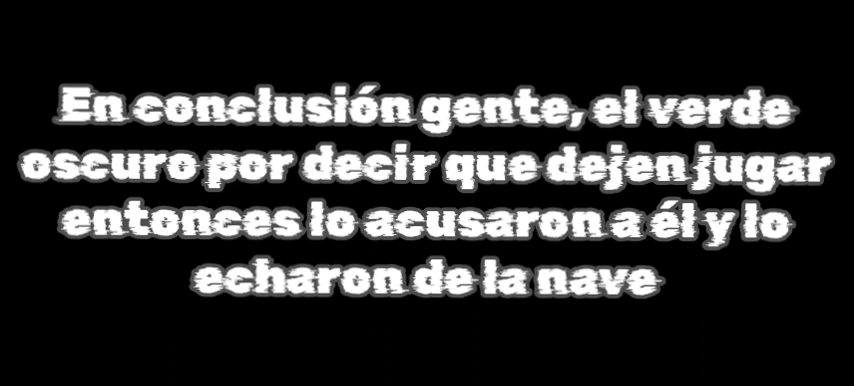 En conclusión gente, el verde
oscuro por decir que dejen jugar
entonces lo acusaron a él y lo
echaron de la nave